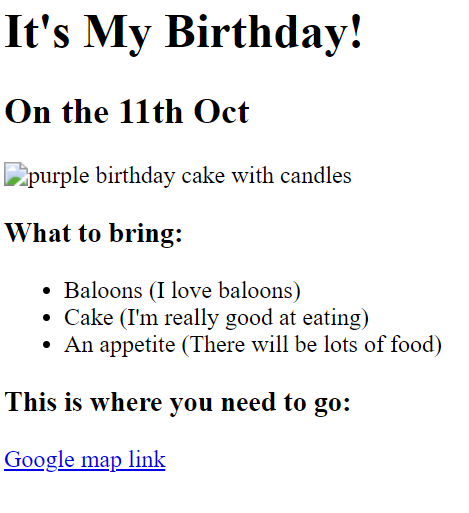 It's My Birthday!
On the 11th Oct
purple birthday cake with candles
What to bring:
Baloons (I love baloons)
Cake (I'm really good at eating)
An appetite (There will be lots of food)
This is where you need to go:
Google map link